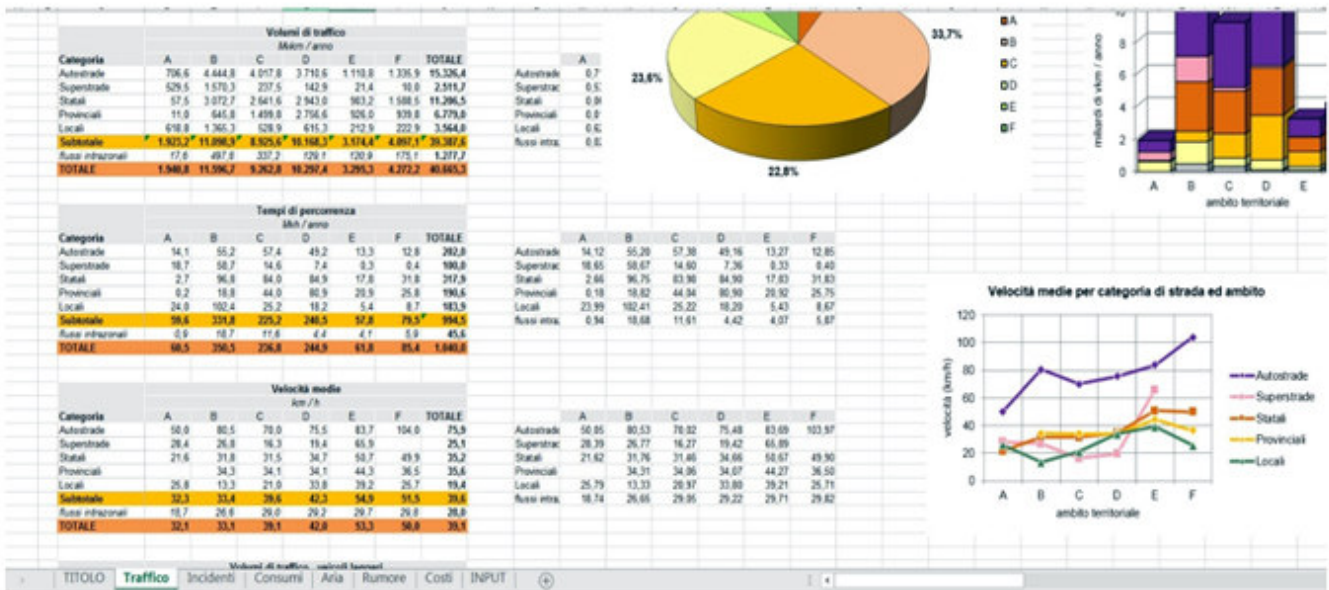 Volumi di traffico
Mvkm / anno
Categoria A B C D E F TOTALE
Autostrade 706,6 4.444,8 4.017,8 3.710,6 1.110,8 1.335,9 15.326,4
Superstrade 529,5 1.570,3 237,5 142,9 21,4 10,0 2.511,7
Statali 57,5 3.072,7 2.641,6 2.943,0 903,2 1.588,5 11.206,5
Provinciali 11,0 645,8 1.499,8 2.756,6 926,0 939,8 6.779,0
Locali 618,8 1.365,3 528,9 615,3 212,9 222,9 3.564,0
Subtotale 1.923,2 11.098,9 8.925,6 10.168,3 3.174,4 4.097,1 39.387,6
flussi intrazonali 17,6 497,8 337,2 129,1 120,9 175,1 1.277,7
TOTALE 1.940,8 11.596,7 9.262,8 10.297,4 3.295,3 4.272,2 40.665,3
A
Autostrade
Superstrac
Statali
Provinciali
Locali
flussi intra.
33,7%
23,6%
22,8%
A
B
C
D
E
F
miliardi di vkm / anno
8
6
4
2
0
A B C D E
ambito territoriale
Tempi di percorrenza
Mvh / anno
Categoria A B C D E F TOTALE
Autostrade 14,1 55,2 57,4 49,2 13,3 12,8 202,0
Superstrade 18,7 58,7 14,6 7,4 0,3 0,4 100,0
Statali 2,7 96,8 84,0 84,9 17,8 31,8 317,9
Provinciali 0,2 18,8 44,0 80,9 20,9 25,8 190,6
Locali 24,0 102,4 25,2 18,2 5,4 8,7 183,9
Subtotale 59,6 331,8 225,2 240,5 57,8 79,5 994,5
flussi intrazonali 0,9 18,7 11,6 4,4 4,1 5,9 45,6
TOTALE 60,5 350,5 236,8 244,9 61,8 85,4 1.040,0
A B C D E F
Autostrade 14,12 55,20 57,38 49,16 13,27 12,85
Superstrac 18,65 58,67 14,60 7,36 0,33 0,40
Statali 2,66 96,75 83,98 84,90 17,83 31,83
Provinciali 0,18 18,82 44,04 80,90 20,92 25,75
Locali 23,99 102,41 25,22 18,20 5,43 8,67
flussi intra. 0,94 18,68 11,61 4,42 4,07 5,87
Velocità medie per categoria di strada ed ambito
velocità (km/h)
120
100
80
60
40
20
0
A B C D E F
ambito territoriale
Autostrade
Superstrade
Statali
Provinciali
Locali
Velocità medie
km / h
Categoria A B C D E F TOTALE
Autostrade 50,0 80,5 70,0 75,5 83,7 104,0 75,9
Superstrade 28,4 26,8 16,3 19,4 65,9 25,1
Statali 21,6 31,8 31,5 34,7 50,7 49,9 35,2
Provinciali 34,3 34,1 34,1 44,3 36,5 35,6
Locali 25,8 13,3 21,0 33,8 39,2 25,7 19,4
Subtotale 32,3 33,4 39,6 42,3 54,9 51,5 39,6
flussi intrazonali 18,7 26,6 29,0 29,2 29,7 29,8 28,0
TOTALE 32,1 33,1 39,1 42,0 53,3 50,0 39,1
A B C D E F
Autostrade 50,05 80,53 70,02 75,48 83,69 103,97
Superstrac 28,39 26,77 16,27 19,42 65,89
Statali 21,62 31,76 31,46 34,66 50,67 49,90
Provinciali 34,31 34,06 34,07 44,27 36,50
Locali 25,79 13,33 20,97 33,80 39,21 25,71
flussi intra. 18,74 26,65 29,05 29,22 29,71 29,82
Volumi di traffico - veicoli leggeri
TITOLO Traffico Incidenti Consumi Aria Rumore Costi INPUT